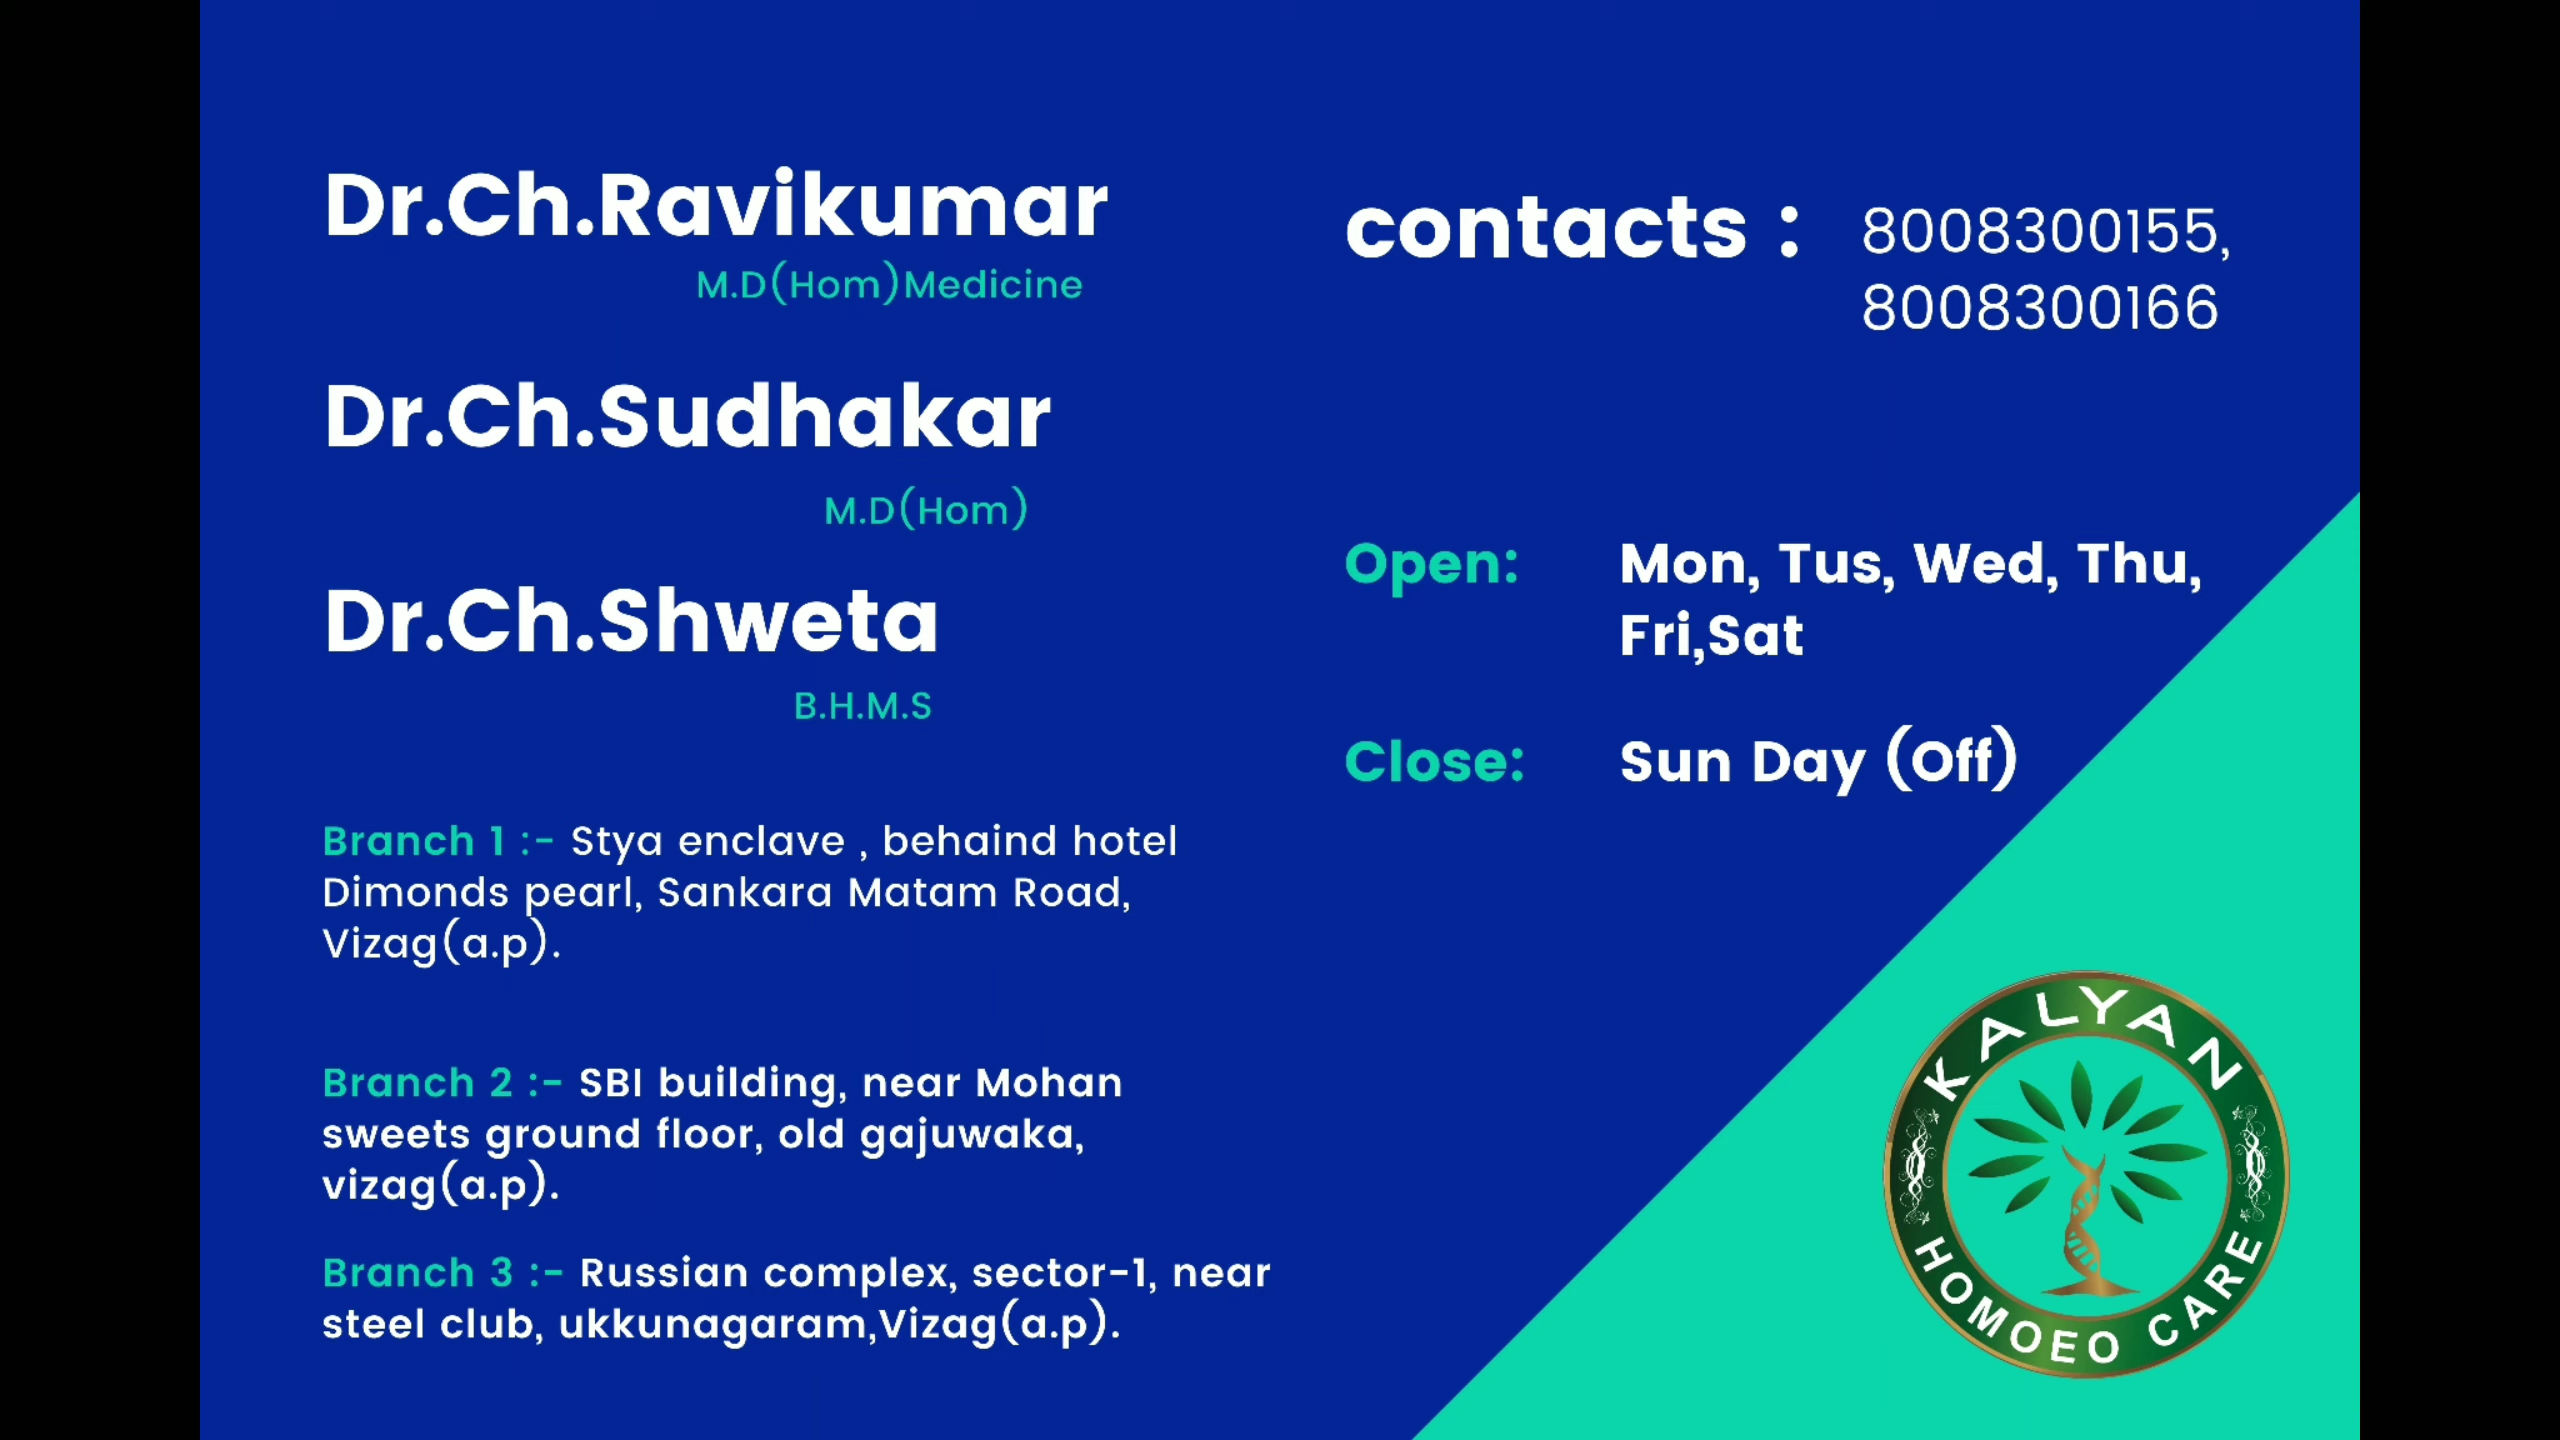 Dr.Ch.Ravikumar
M.D(Hom)Medicine
Dr.Ch.Sudhakar
M.D(Hom)
Dr.Ch.Shweta
B.H.M.S
Branch 1 :- Stya enclave , behaind hotel
Dimonds pearl, Sankara Matam Road,
Vizag(a.p).
Branch 2 :- SBI building, near Mohan
sweets ground floor, old gajuwaka,
vizag(a.p).
Branch 3 :- Russian complex, sector-1, near
steel club, ukkunagaram,Vizag(a.p).
contacts : 8008300155,
8008300166
Open: Mon, Tus, Wed, Thu,
Fri,Sat
Close: Sun Day (Off)
KALYAN
HOMOEO CARE